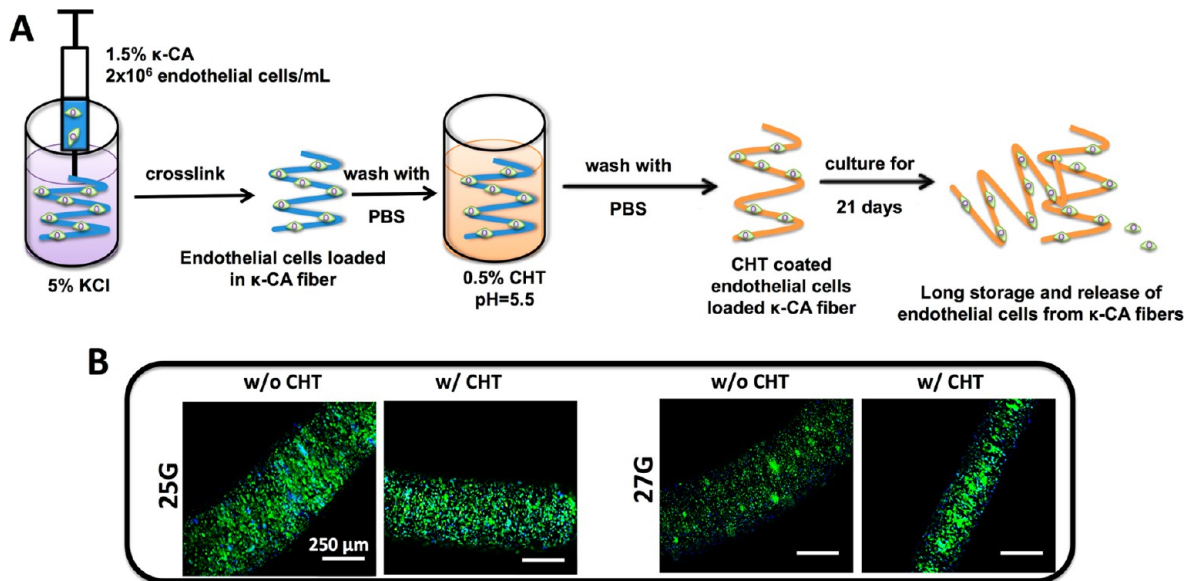 A
1.5% κ-CA
2x10⁶ endothelial cells/mL
5% KCl
crosslink
Endothelial cells loaded
in κ-CA fiber
wash with
PBS
0.5% CHT
pH=5.5
wash with
PBS
CHT coated
endothelial cells
loaded κ-CA fiber
culture for
21 days
Long storage and release of
endothelial cells from κ-CA fibers
B
w/o CHT
w/ CHT
w/o CHT
w/ CHT
25G
250 μm
27G